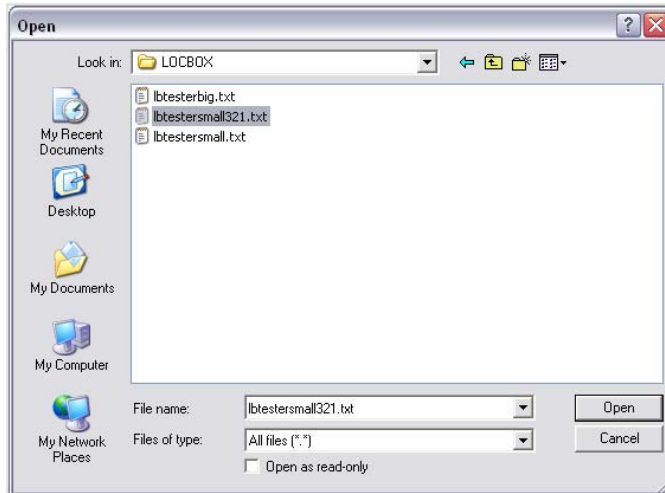 Open
Look in:
LOCBOX
lbtesterbig.txt
lbtestersmall321.txt
lbtestersmall.txt
My Recent
Documents
Desktop
My Documents
My Computer
My Network
Places
File name:
lbtestersmall321.txt
Open
Files of type:
All files (*.*)
Cancel
Open as read-only